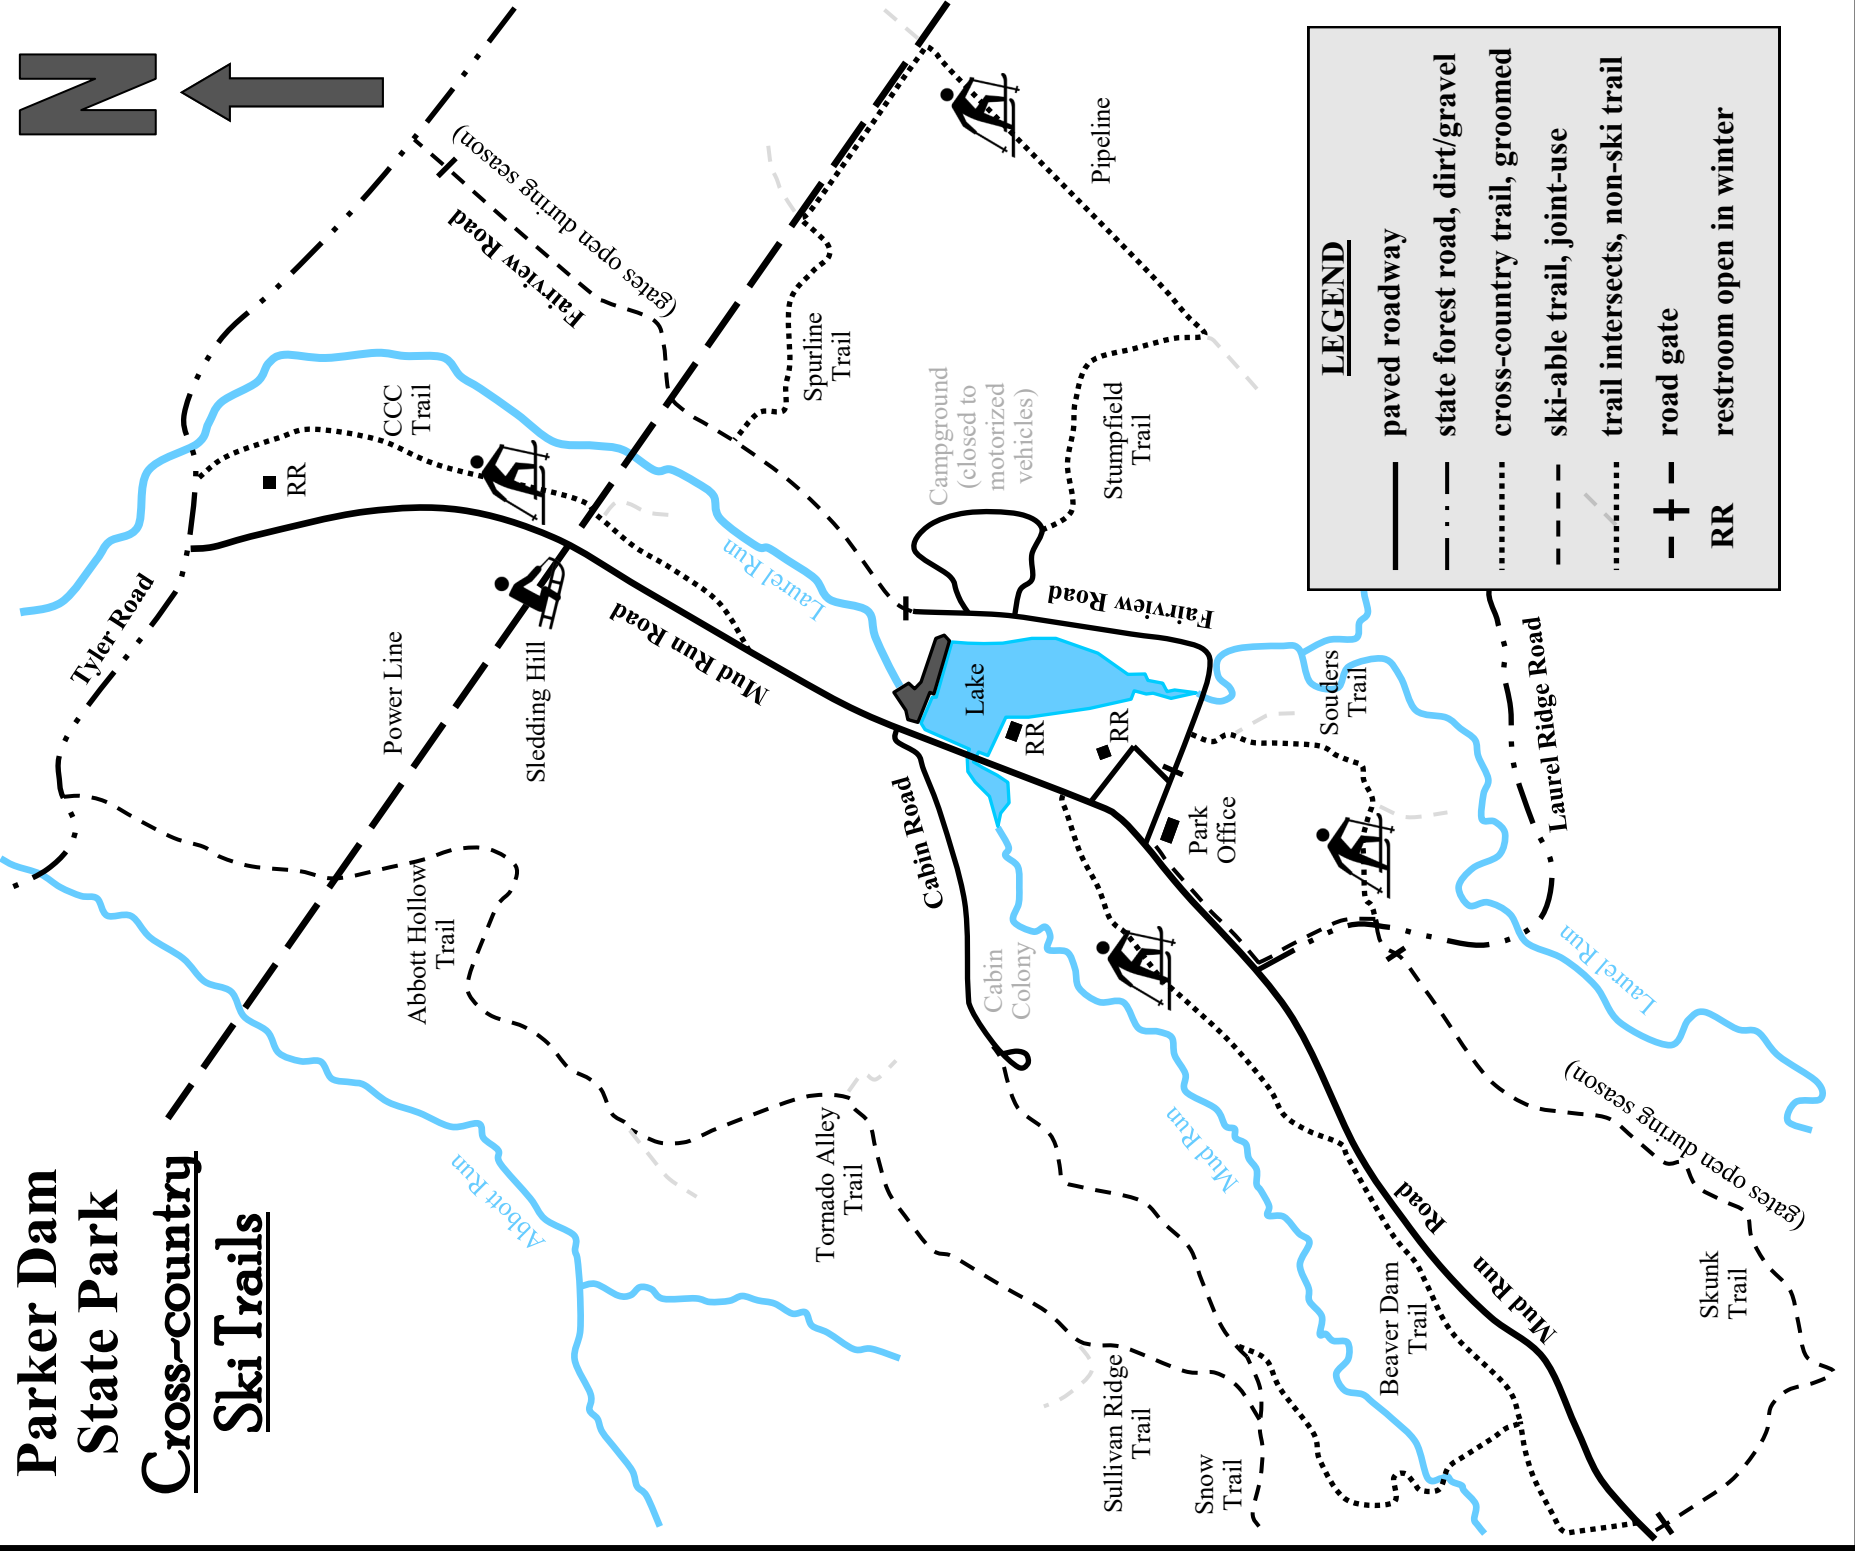 Parker Dam
State Park
Cross-country
Ski Trails
N
Tyler Road
Power Line
Sledding Hill
Abbott Hollow
Trail
Abbott Run
RR
CCC
Trail
Fairview Road
(gates open during season)
Mud Run Road
Laurel Run
Spurline
Trail
Pipeline
Campground
(closed to
motorized
vehicles)
Stumpfield
Trail
Fairview Road
Lake
RR
RR
Park
Office
Cabin Road
Cabin
Colony
Tornado Alley
Trail
Sullivan Ridge
Trail
Snow
Trail
Mud Run
Beaver Dam
Trail
Mud Run
Road
Souders
Trail
Laurel Ridge Road
Laurel Run
(gates open during season)
Skunk
Trail
LEGEND
paved roadway
state forest road, dirt/gravel
cross-country trail, groomed
ski-able trail, joint-use
trail intersects, non-ski trail
road gate
RR restroom open in winter